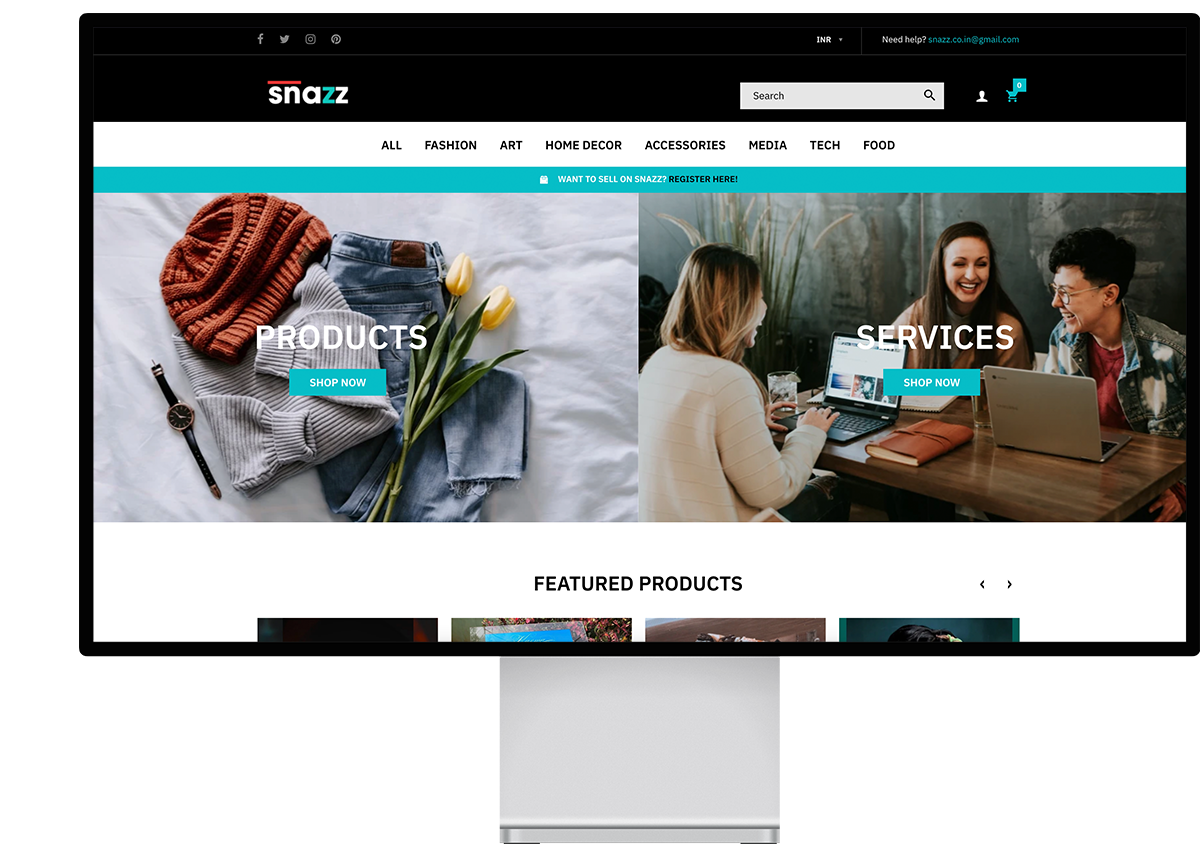 INR
Need help? snazz.co.in@gmail.com
snazz
Search
0
ALL FASHION ART HOME DECOR ACCESSORIES MEDIA TECH FOOD
WANT TO SELL ON SNAZZ? REGISTER HERE!
PRODUCTS
SHOP NOW
SERVICES
SHOP NOW
FEATURED PRODUCTS